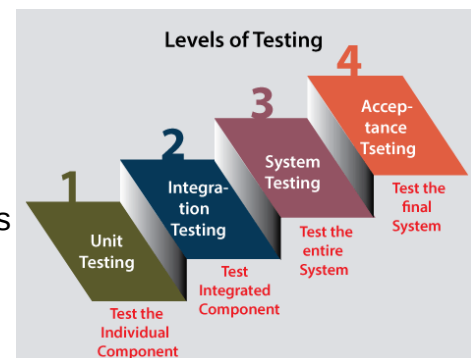 Levels of Testing
1
Unit
Testing
Test the
Individual
Component
2
Integra-
tion
Testing
Test
Integrated
Component
3
System
Testing
Test the
entire
System
4
Accep-
tance
Tseting
Test the
final
System
s